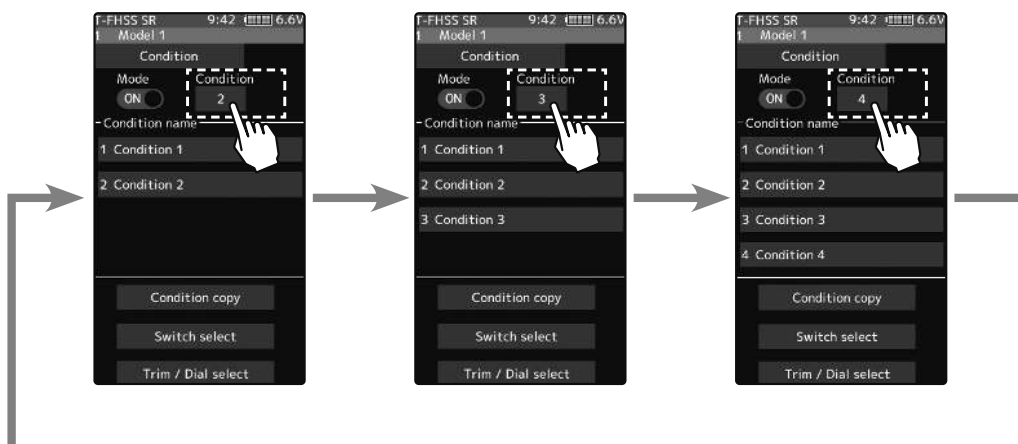 T-FHSS SR 9:42 6.6V
1 Model 1
Condition
Mode Condition
ON 2
Condition name
1 Condition 1
2 Condition 2
Condition copy
Switch select
Trim / Dial select
T-FHSS SR 9:42 6.6V
1 Model 1
Condition
Mode Condition
ON 3
Condition name
1 Condition 1
2 Condition 2
3 Condition 3
Condition copy
Switch select
Trim / Dial select
T-FHSS SR 9:42 6.6V
1 Model 1
Condition
Mode Condition
ON 4
Condition name
1 Condition 1
2 Condition 2
3 Condition 3
4 Condition 4
Condition copy
Switch select
Trim / Dial select